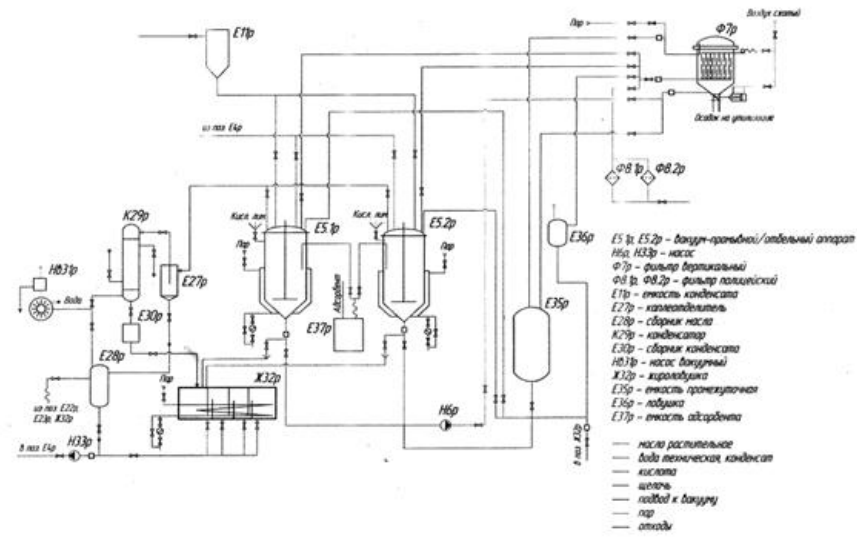 Воздух сжатый
Пар
Ф7р
Е11р
Осадок на утилизацию
из поз. Е4р
Ф8.1р
Ф8.2р
К29р
Кисл. лим.
Е5.1р
Кисл. лим.
Е5.2р
Е36р
Нв31р
Вода
Е27р
Пар
Пар
Е30р
Адсорбент
Е37р
Е35р
Е28р
Ж32р
Пар
Н6р
из поз. Е22р,
Е23р, Ж32р
Н33р
В поз. Е4р
В поз. Ж32р
Е5.1р, Е5.2р – вакуум-промывной/отбельный аппарат
Н6р, Н33р – насос
Ф7р – фильтр вертикальный
Ф8.1р, Ф8.2р – фильтр полицейский
Е11р – емкость конденсата
Е27р – каплеотделитель
Е28р – сборник масла
К29р – конденсатор
Е30р – сборник конденсата
Нв31р – насос вакуумный
Ж32р – жироловушка
Е35р – емкость промежуточная
Е36р – ловушка
Е37р – емкость адсорбента
— масло растительное
— вода техническая, конденсат
— кислота
— щелочь
— подвод к вакууму
— пар
— отходы